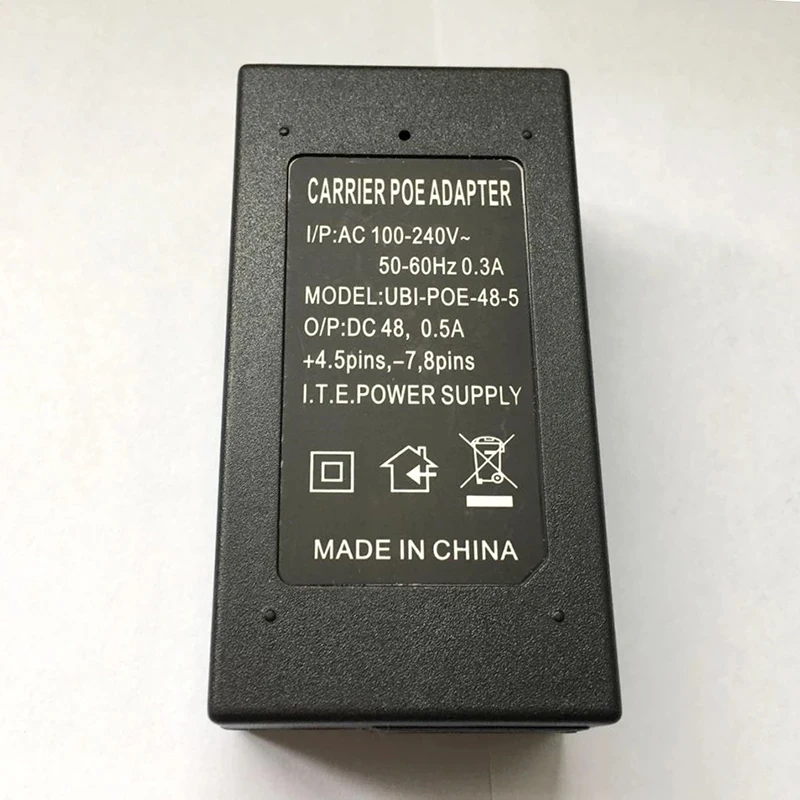 CARRIER POE ADAPTER
I/P:AC 100-240V~
50-60Hz 0.3A
MODEL:UBI-POE-48-5
O/P:DC 48, 0.5A
+4.5pins,-7,8pins
I.T.E.POWER SUPPLY
MADE IN CHINA